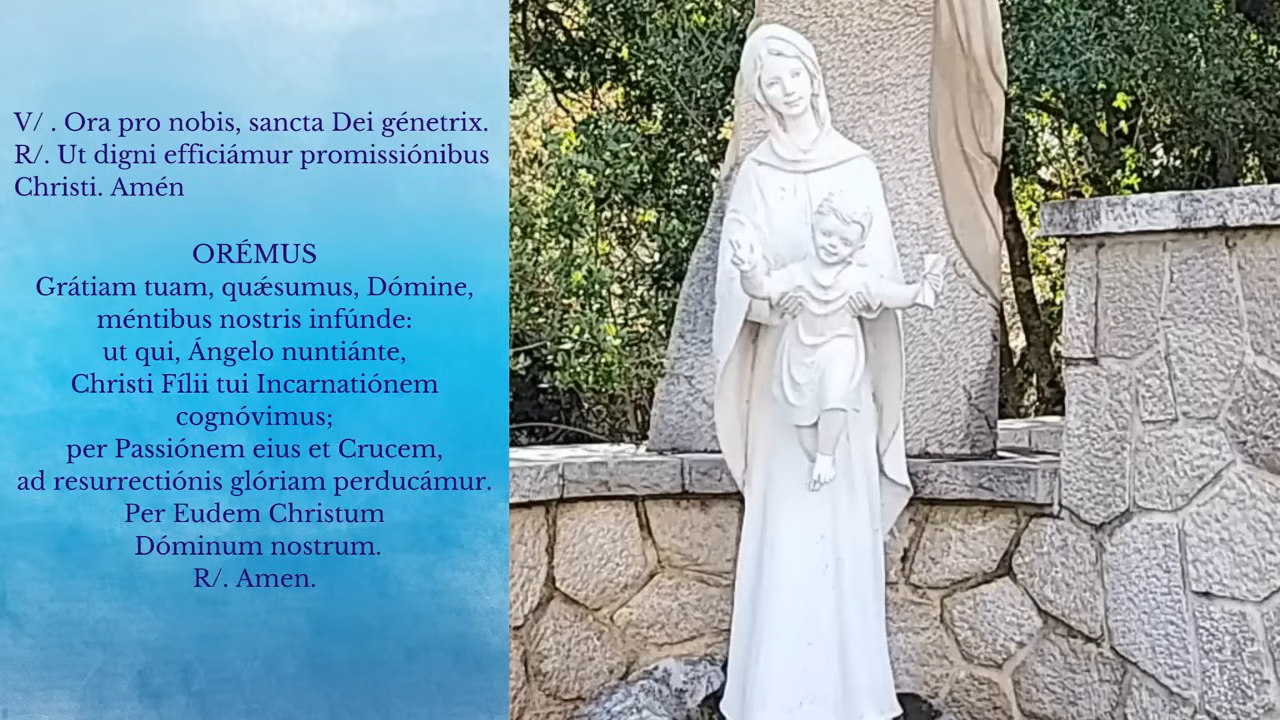 V/ . Ora pro nobis, sancta Dei génetrix.
R/. Ut digni efficiámur promissiónibus
Christi. Amén
ORÉMUS
Grátiam tuam, quǽsumus, Dómine,
méntibus nostris infúnde:
ut qui, Ángelo nuntiánte,
Christi Fílii tui Incarnatiónem
cognóvimus;
per Passiónem eius et Crucem,
ad resurrectiónis glóriam perducámur.
Per Eudem Christum
Dóminum nostrum.
R/. Amen.